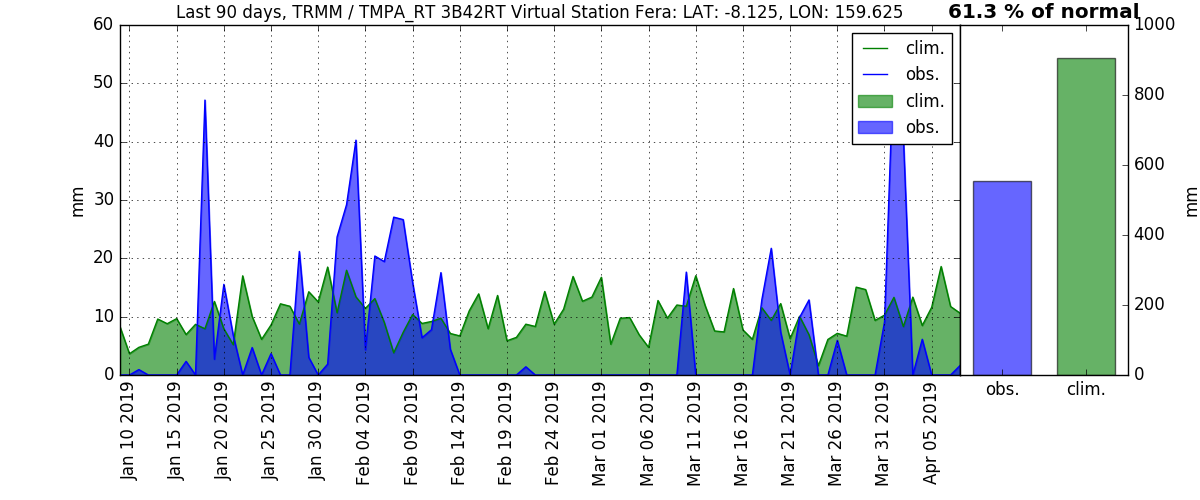 Last 90 days, TRMM / TMPA_RT 3B42RT Virtual Station Fera: LAT: -8.125, LON: 159.625
61.3 % of normal
60
50
40
30
20
10
0
mm
clim.
obs.
clim.
obs.
1000
800
600
400
200
0
mm
obs.
clim.
Jan 10 2019
Jan 15 2019
Jan 20 2019
Jan 25 2019
Jan 30 2019
Feb 04 2019
Feb 09 2019
Feb 14 2019
Feb 19 2019
Feb 24 2019
Mar 01 2019
Mar 06 2019
Mar 11 2019
Mar 16 2019
Mar 21 2019
Mar 26 2019
Mar 31 2019
Apr 05 2019